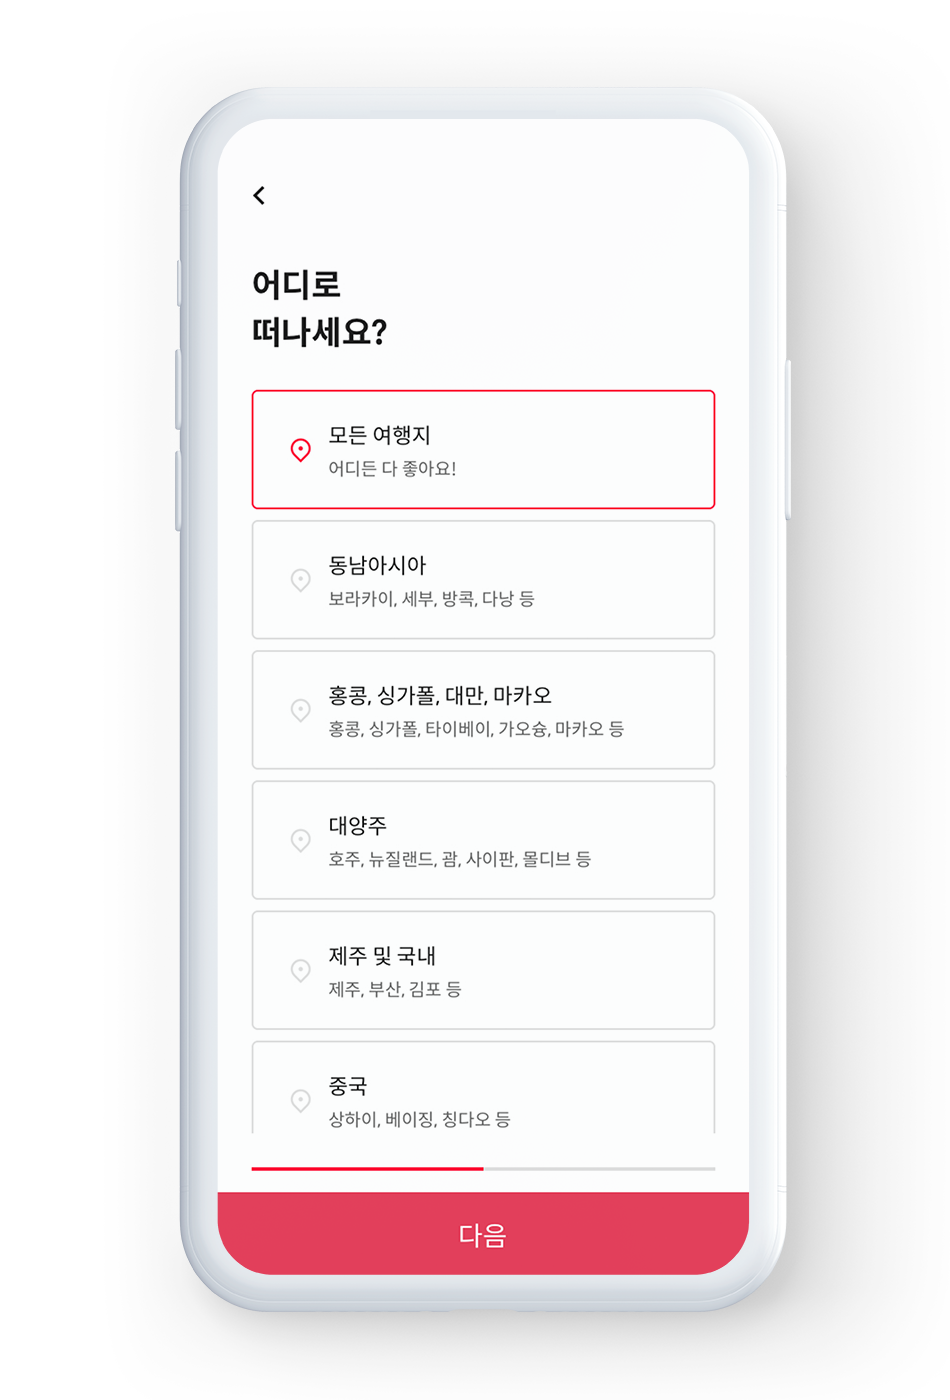 어디로
떠나세요?
모든 여행지
어디든 다 좋아요!
동남아시아
보라카이, 세부, 방콕, 다낭 등
홍콩, 싱가폴, 대만, 마카오
홍콩, 싱가폴, 타이베이, 가오슝, 마카오 등
대양주
호주, 뉴질랜드, 괌, 사이판, 몰디브 등
제주 및 국내
제주, 부산, 김포 등
중국
상하이, 베이징, 칭다오 등
다음